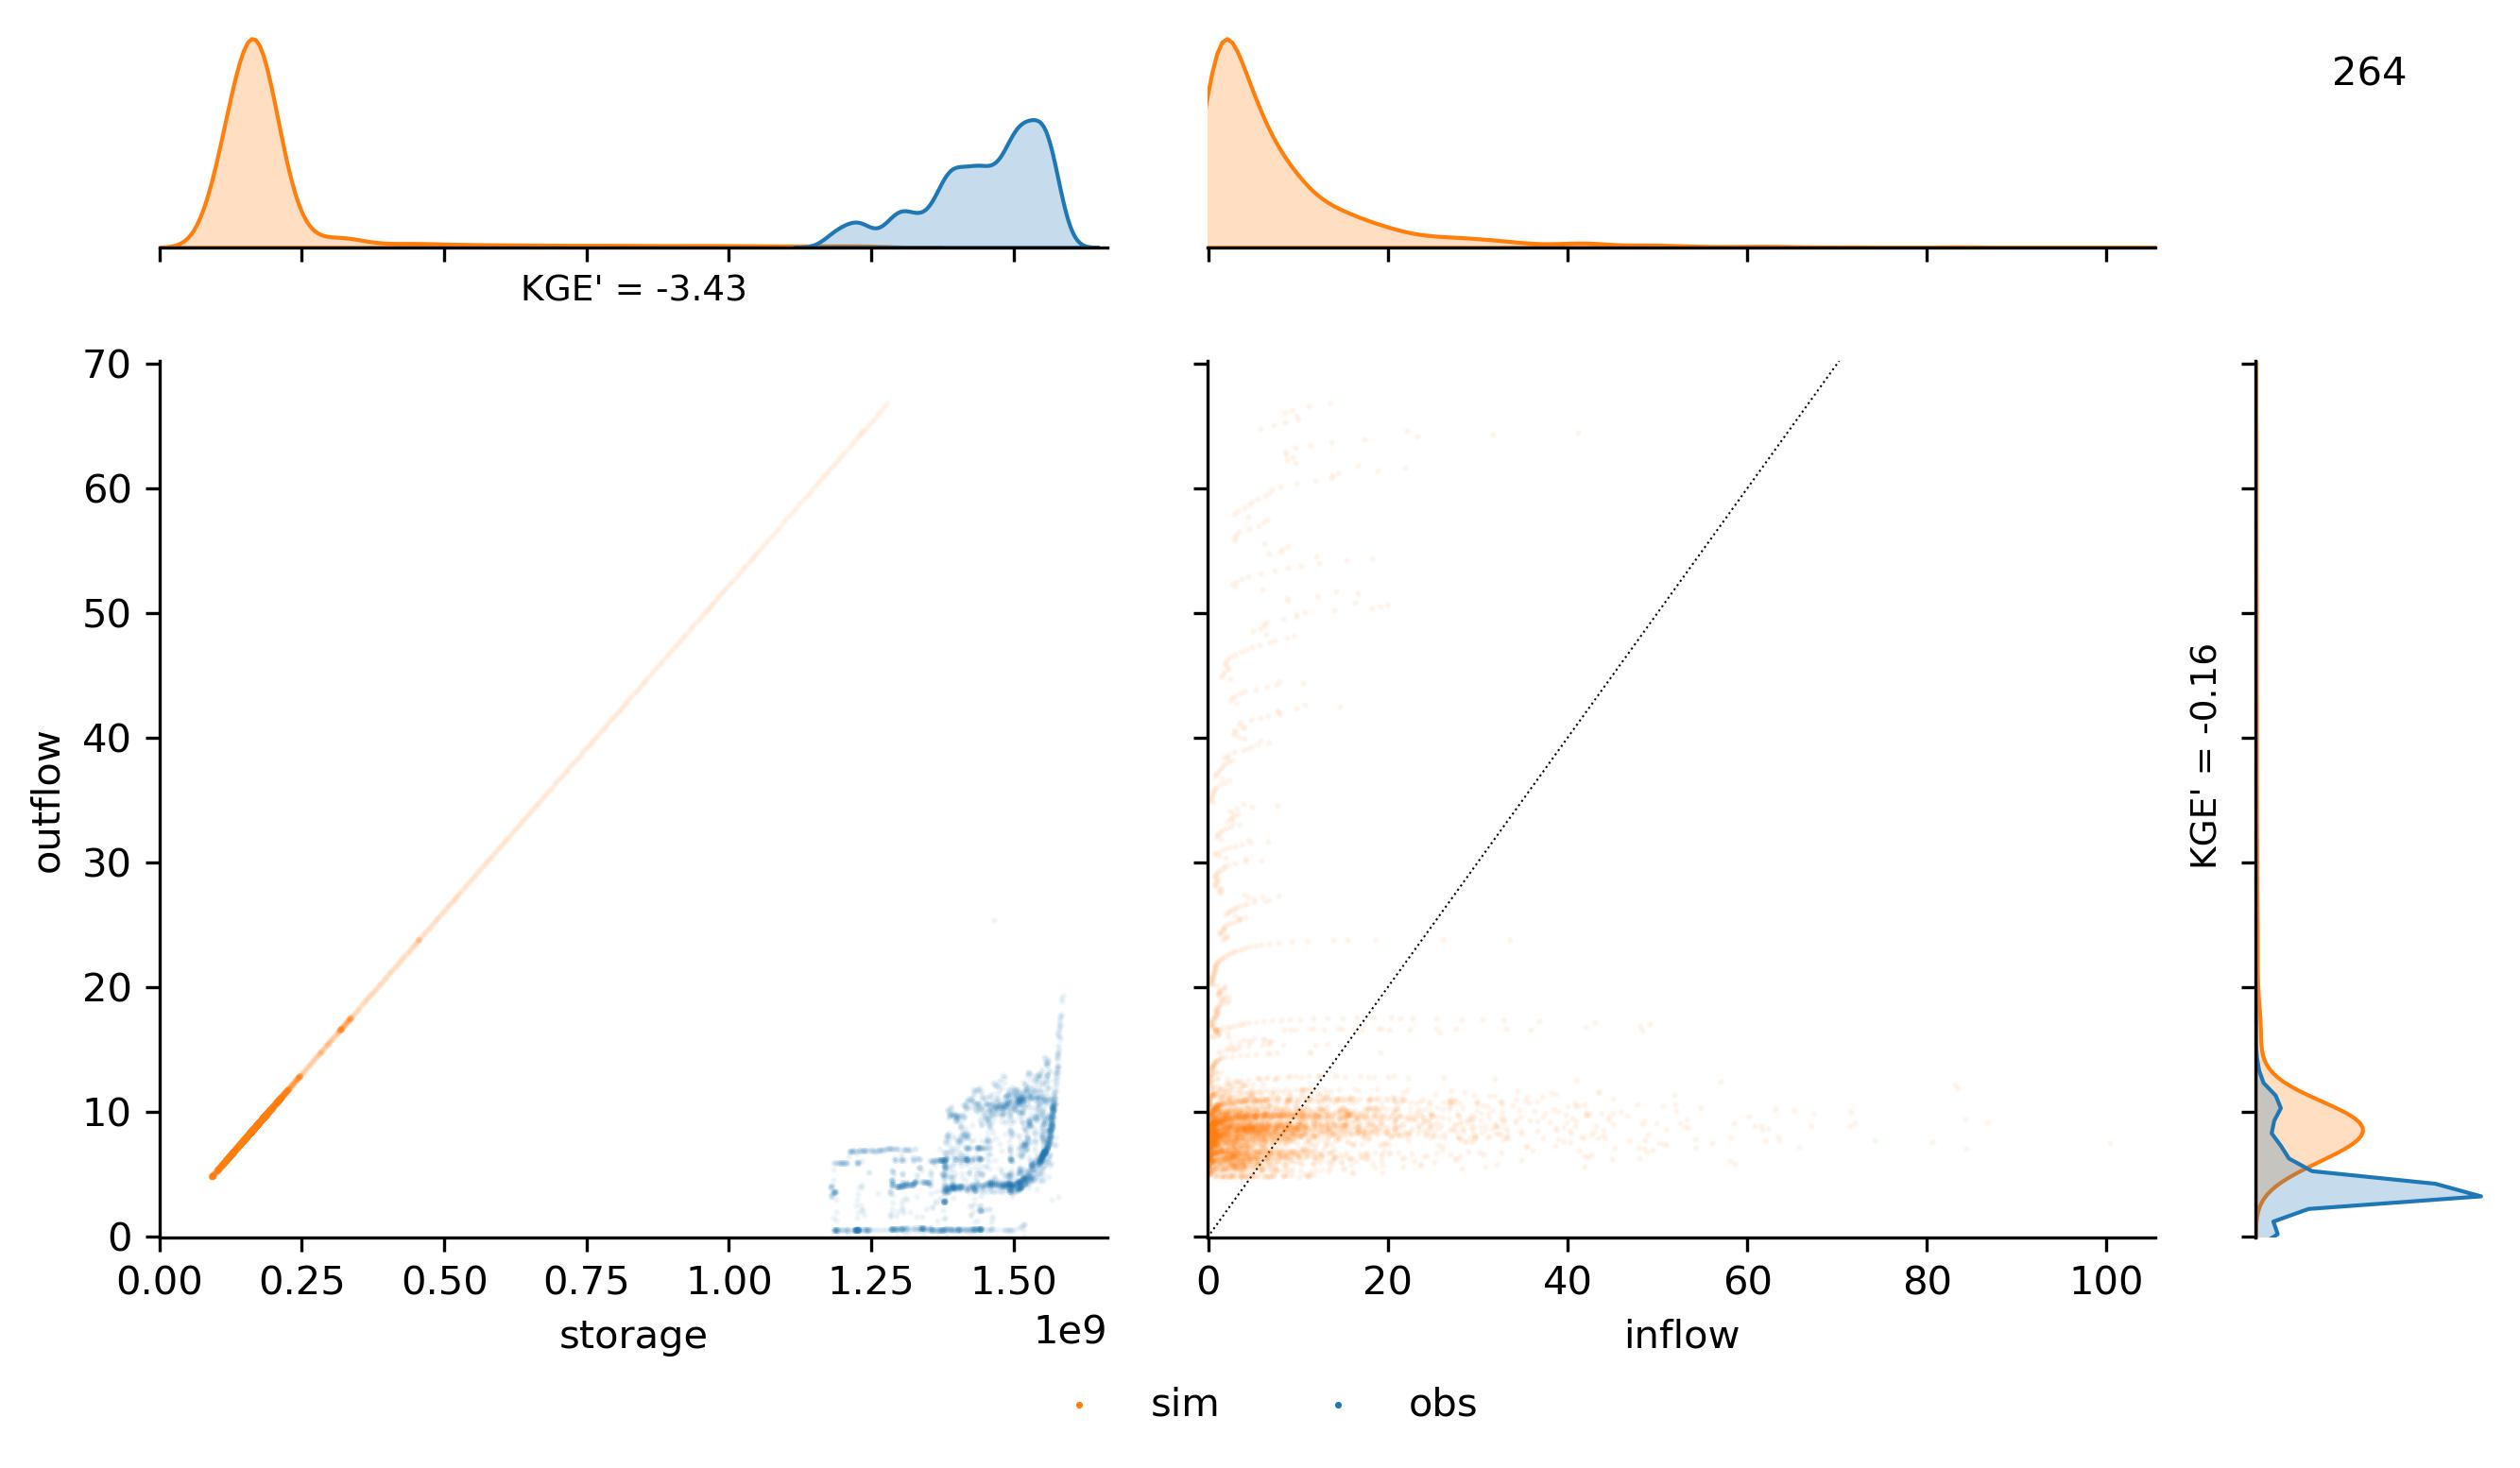 264
KGE' = -3.43
70
60
50
40
30
20
10
0
outflow
KGE' = -0.16
0.00 0.25 0.50 0.75 1.00 1.25 1.50
0 20 40 60 80 100
storage
1e9
inflow
sim obs